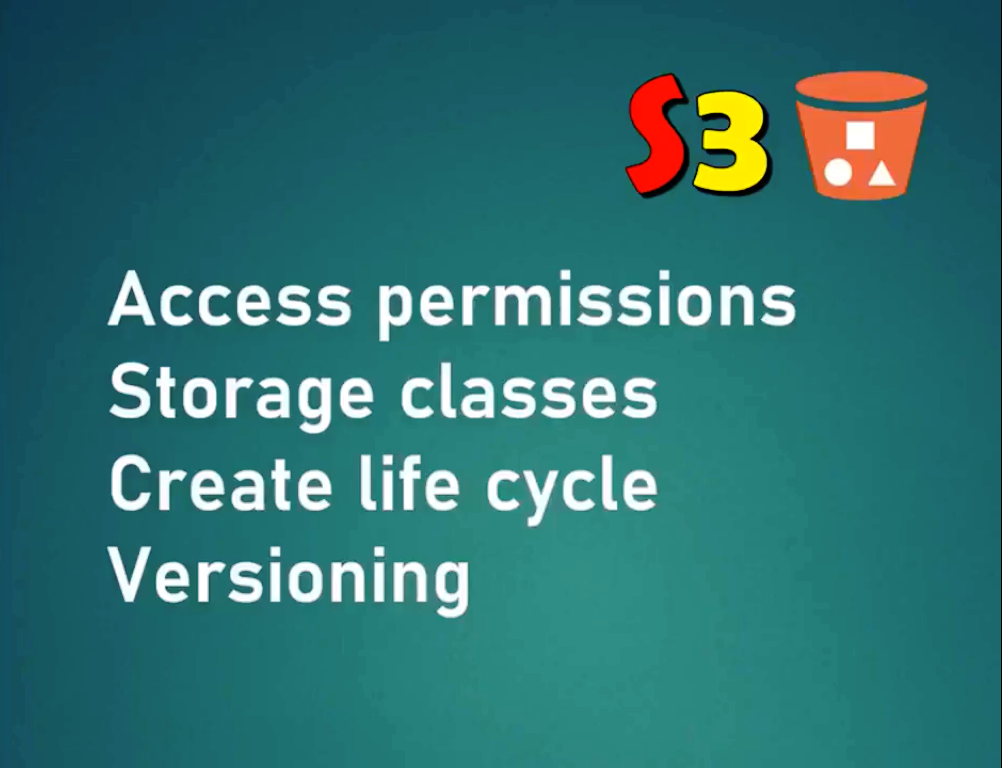 S3
Access permissions
Storage classes
Create life cycle
Versioning